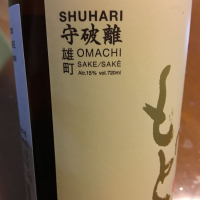 SHUHARI
守破離
雄町
OMACHI
SAKE/SAKÉ
Alc.15% vol.720ml